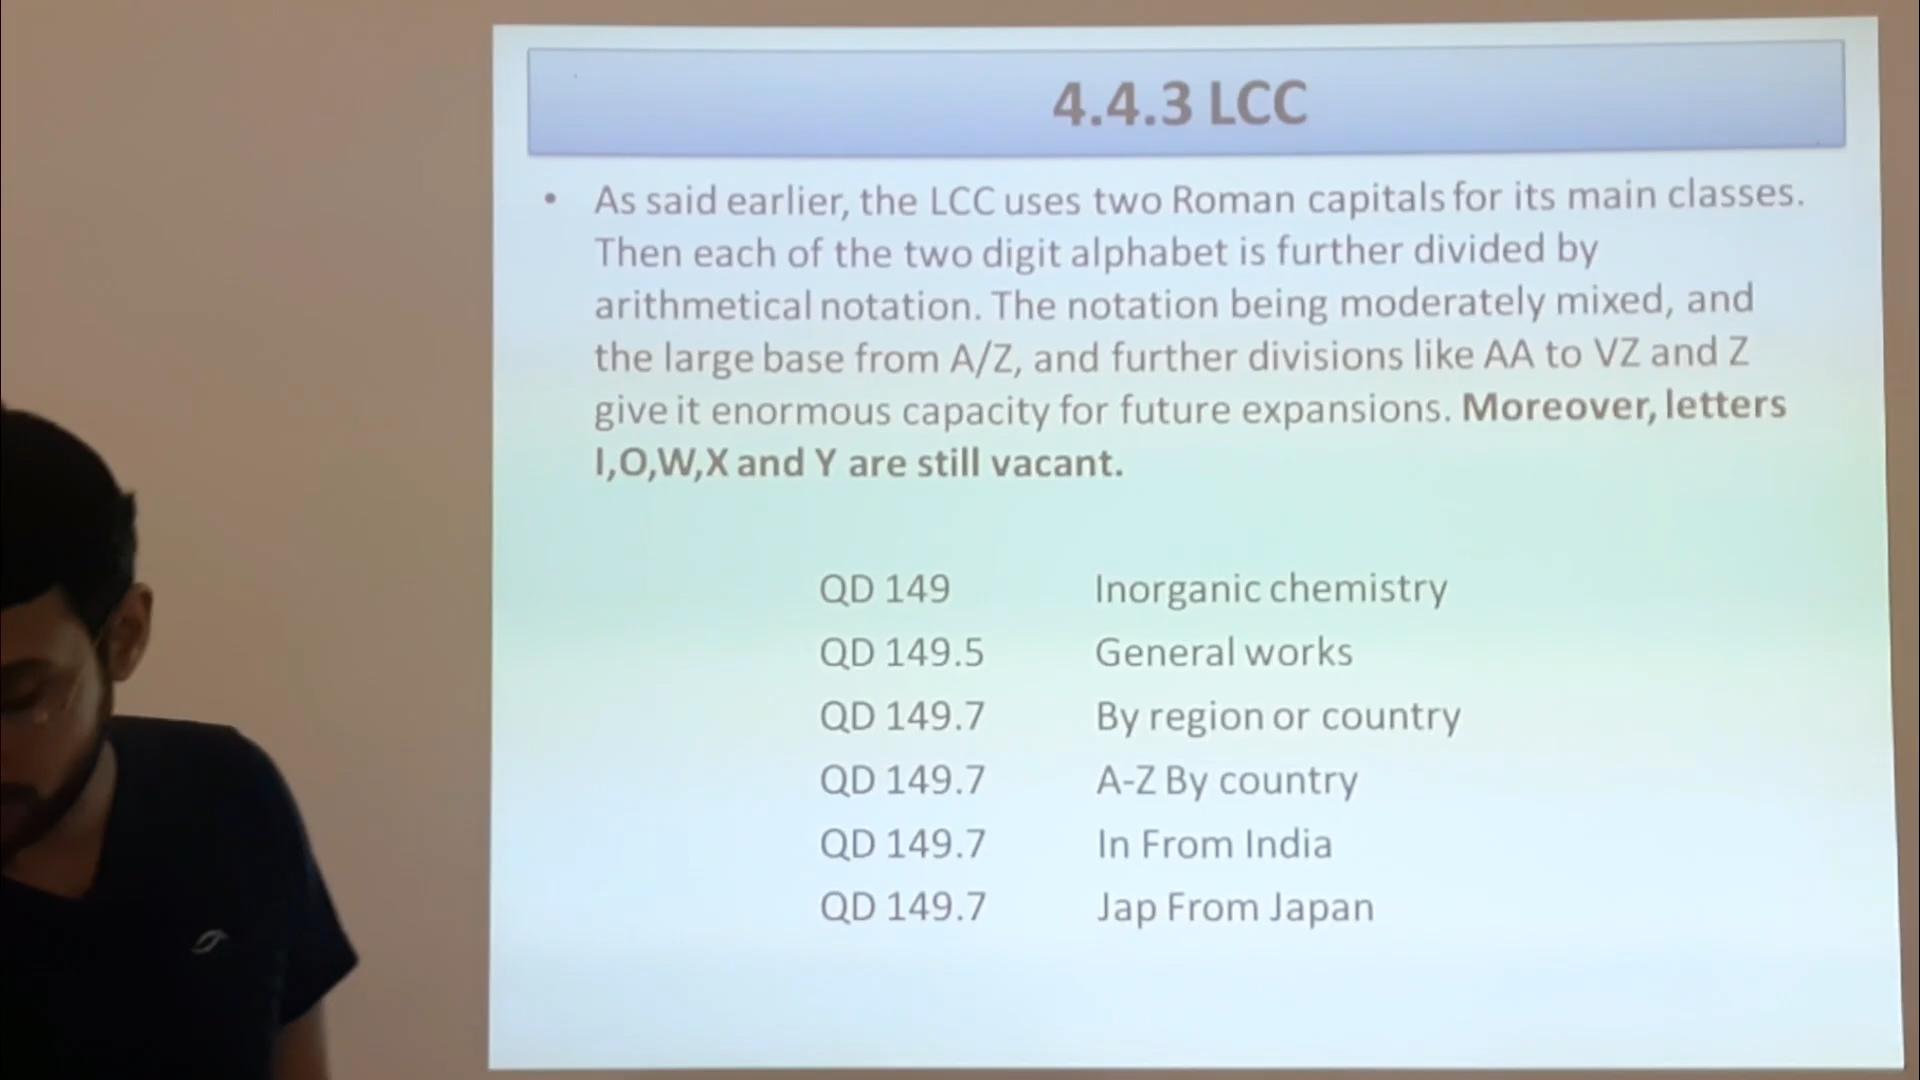 4.4.3 LCC
• As said earlier, the LCC uses two Roman capitals for its main classes.
Then each of the two digit alphabet is further divided by
arithmetical notation. The notation being moderately mixed, and
the large base from A/Z, and further divisions like AA to VZ and Z
give it enormous capacity for future expansions. Moreover, letters
I,O,W,X and Y are still vacant.
QD 149 Inorganic chemistry
QD 149.5 General works
QD 149.7 By region or country
QD 149.7 A-Z By country
QD 149.7 In From India
QD 149.7 Jap From Japan